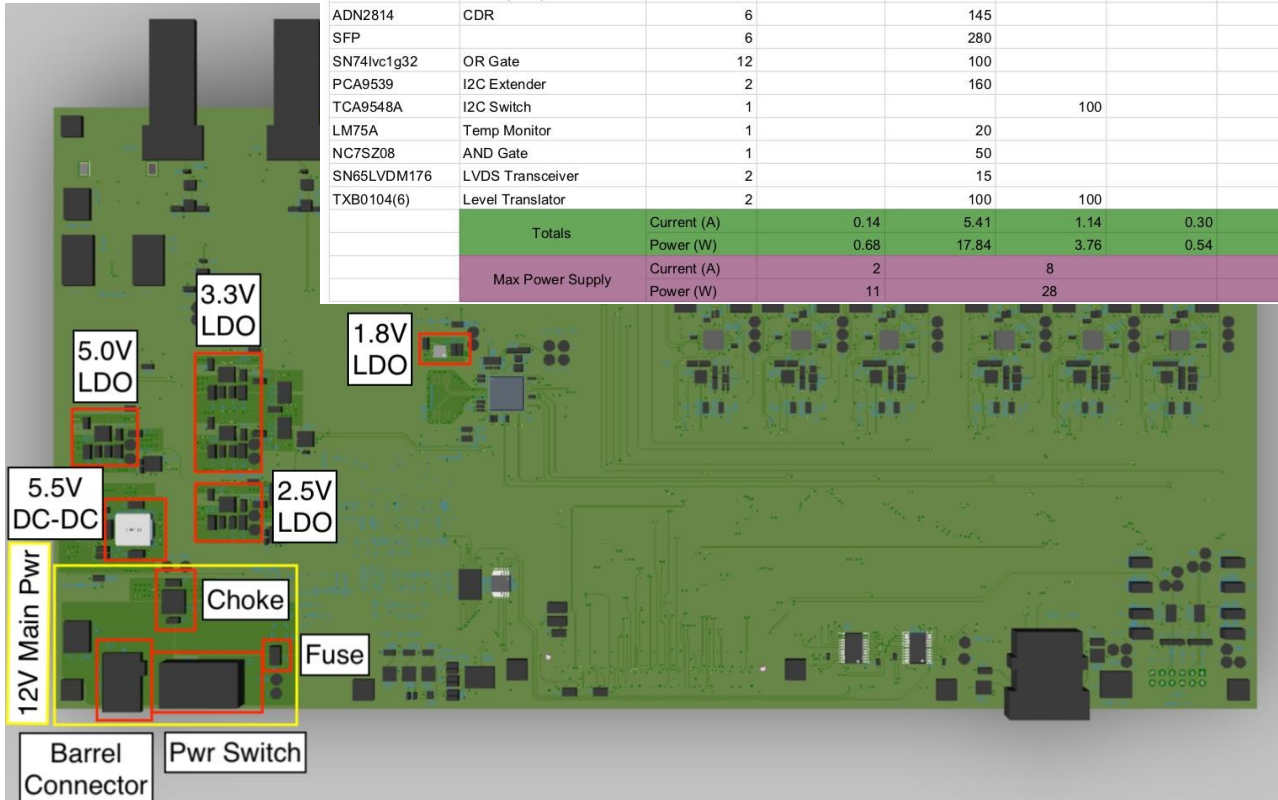 ADN2814 CDR 6 145
SFP 6 280
SN74lvc1g32 OR Gate 12 100
PCA9539 I2C Extender 2 160
TCA9548A I2C Switch 1 100
LM75A Temp Monitor 1 20
NC7SZ08 AND Gate 1 50
SN65LVDM176 LVDS Transceiver 2 15
TXB0104(6) Level Translator 2 100 100
Totals
Current (A) 0.14 5.41 1.14 0.30
Power (W) 0.68 17.84 3.76 0.54
Max Power Supply
Current (A) 2 8
Power (W) 11 28
3.3V
LDO
1.8V
LDO
5.0V
LDO
5.5V
DC-DC
2.5V
LDO
12V Main Pwr
Choke
Fuse
Barrel
Connector
Pwr Switch